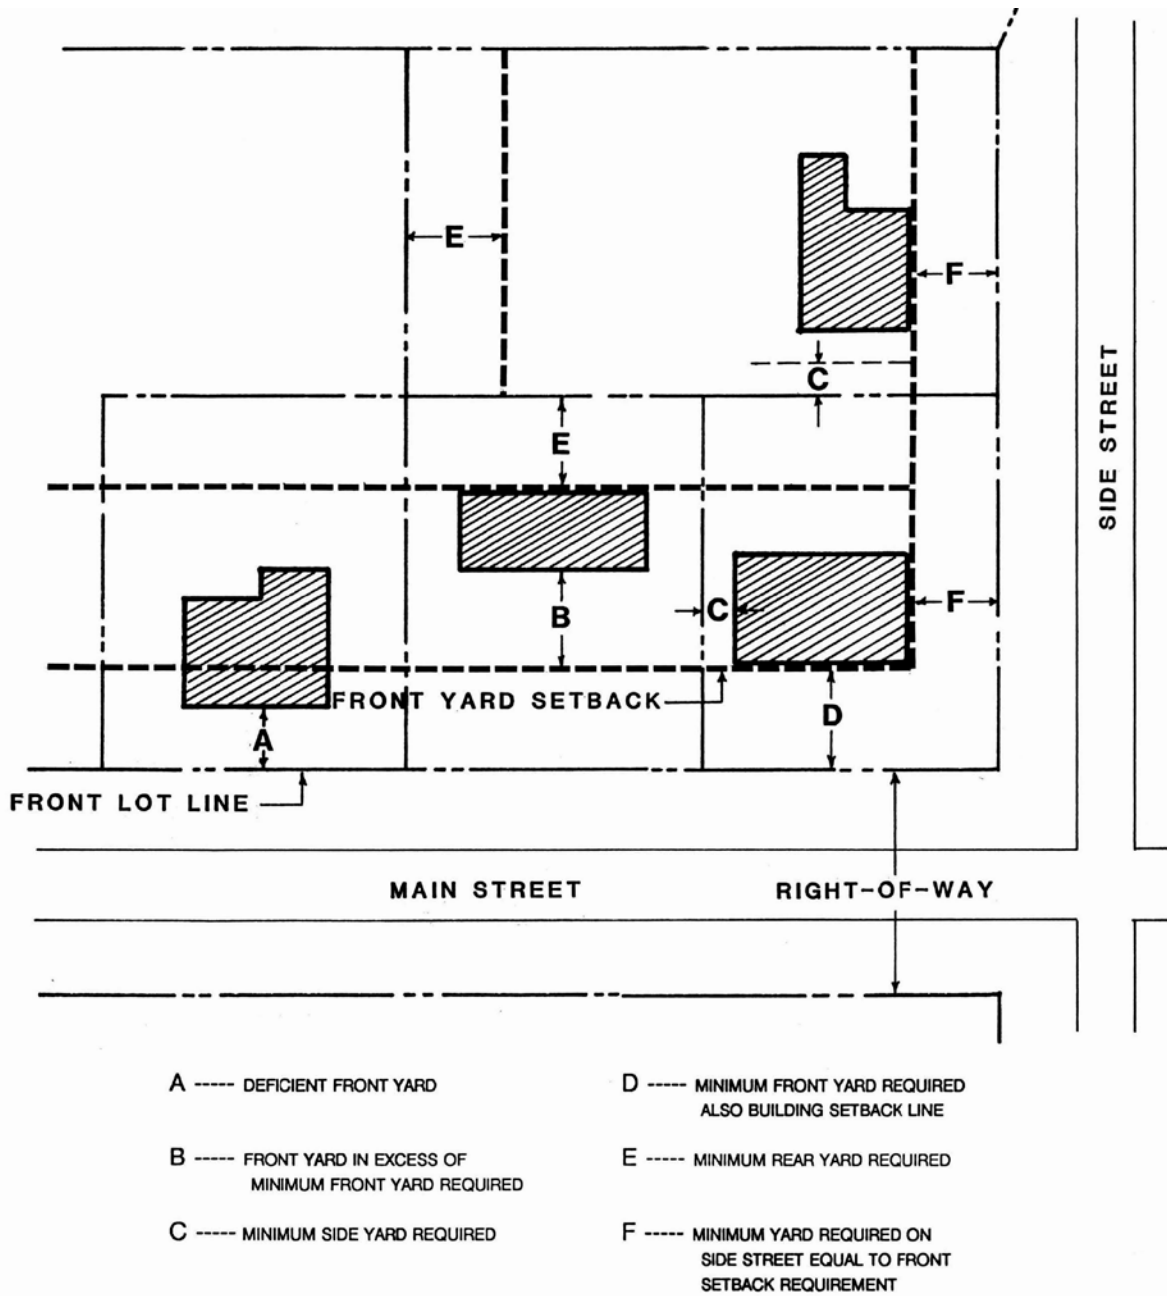 E
F
C
E
SIDE STREET
B
C
F
FRONT YARD SETBACK
D
A
FRONT LOT LINE
MAIN STREET
RIGHT-OF-WAY
A ----- DEFICIENT FRONT YARD
B ----- FRONT YARD IN EXCESS OF
MINIMUM FRONT YARD REQUIRED
C ----- MINIMUM SIDE YARD REQUIRED
D ----- MINIMUM FRONT YARD REQUIRED
ALSO BUILDING SETBACK LINE
E ----- MINIMUM REAR YARD REQUIRED
F ----- MINIMUM YARD REQUIRED ON
SIDE STREET EQUAL TO FRONT
SETBACK REQUIREMENT